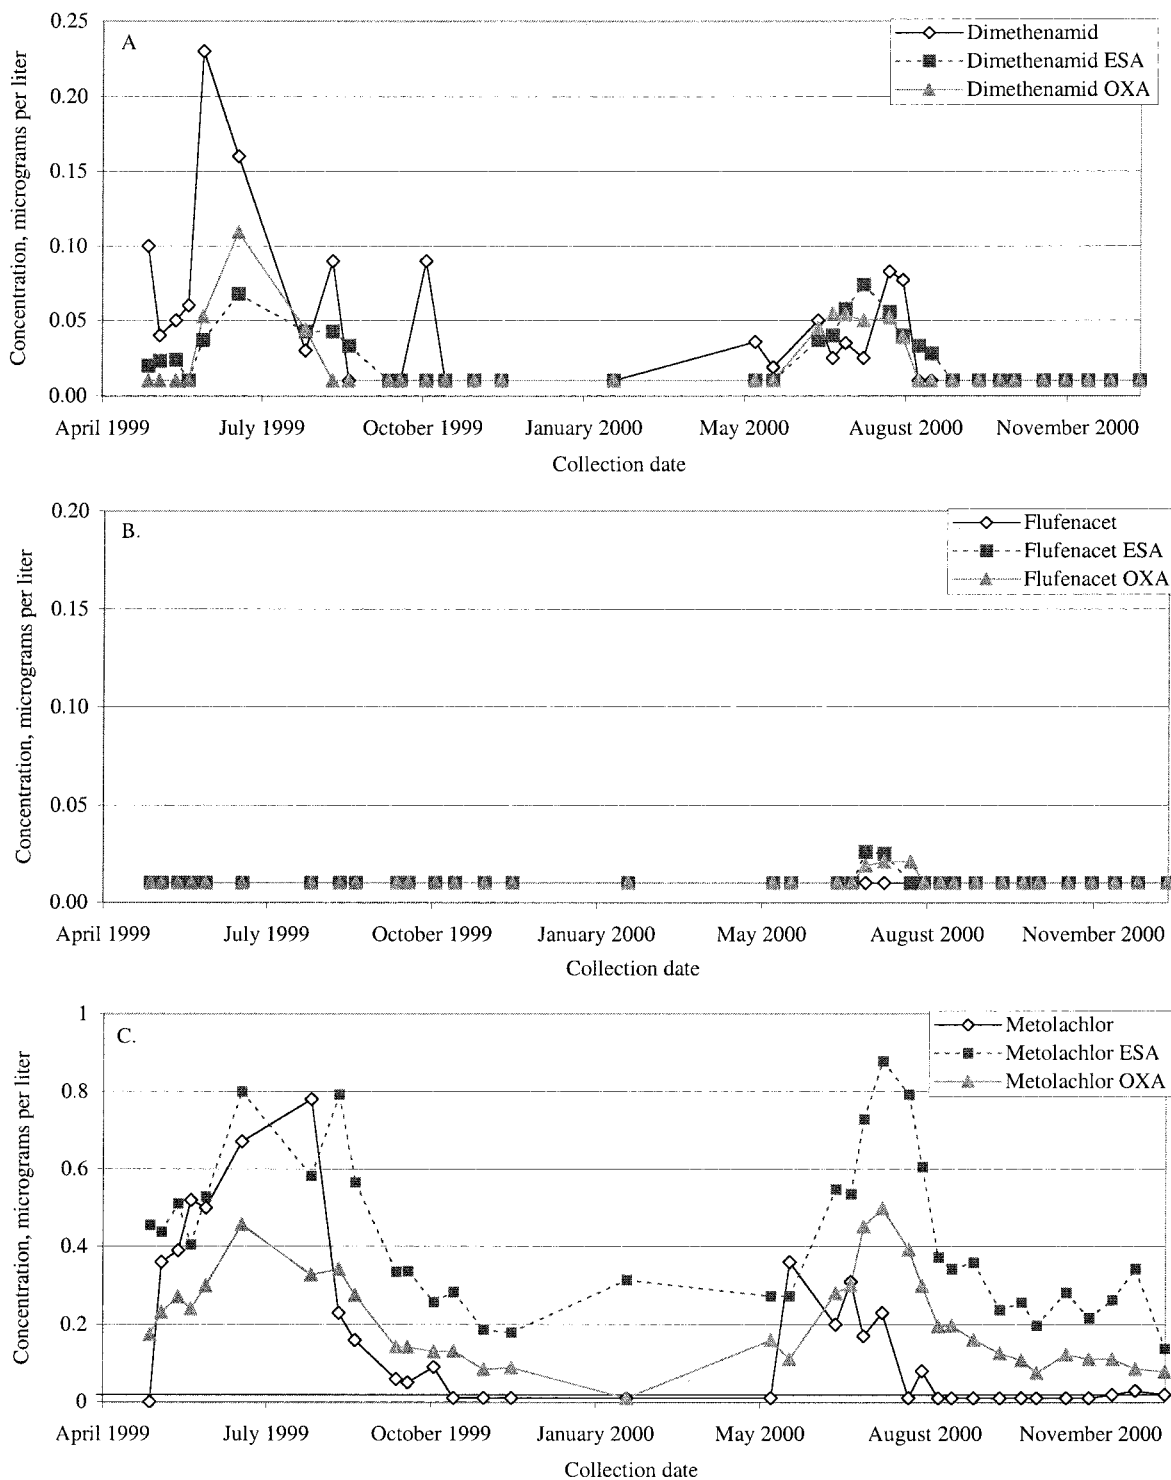 A
Dimethenamid
Dimethenamid ESA
Dimethenamid OXA
Concentration, micrograms per liter
0.25
0.20
0.15
0.10
0.05
0.00
April 1999 July 1999 October 1999 January 2000 May 2000 August 2000 November 2000
Collection date
B.
Flufenacet
Flufenacet ESA
Flufenacet OXA
Concentration, micrograms per liter
0.20
0.15
0.10
0.05
0.00
April 1999 July 1999 October 1999 January 2000 May 2000 August 2000 November 2000
Collection date
C.
Metolachlor
Metolachlor ESA
Metolachlor OXA
Concentration, micrograms per liter
1
0.8
0.6
0.4
0.2
0
April 1999 July 1999 October 1999 January 2000 May 2000 August 2000 November 2000
Collection date